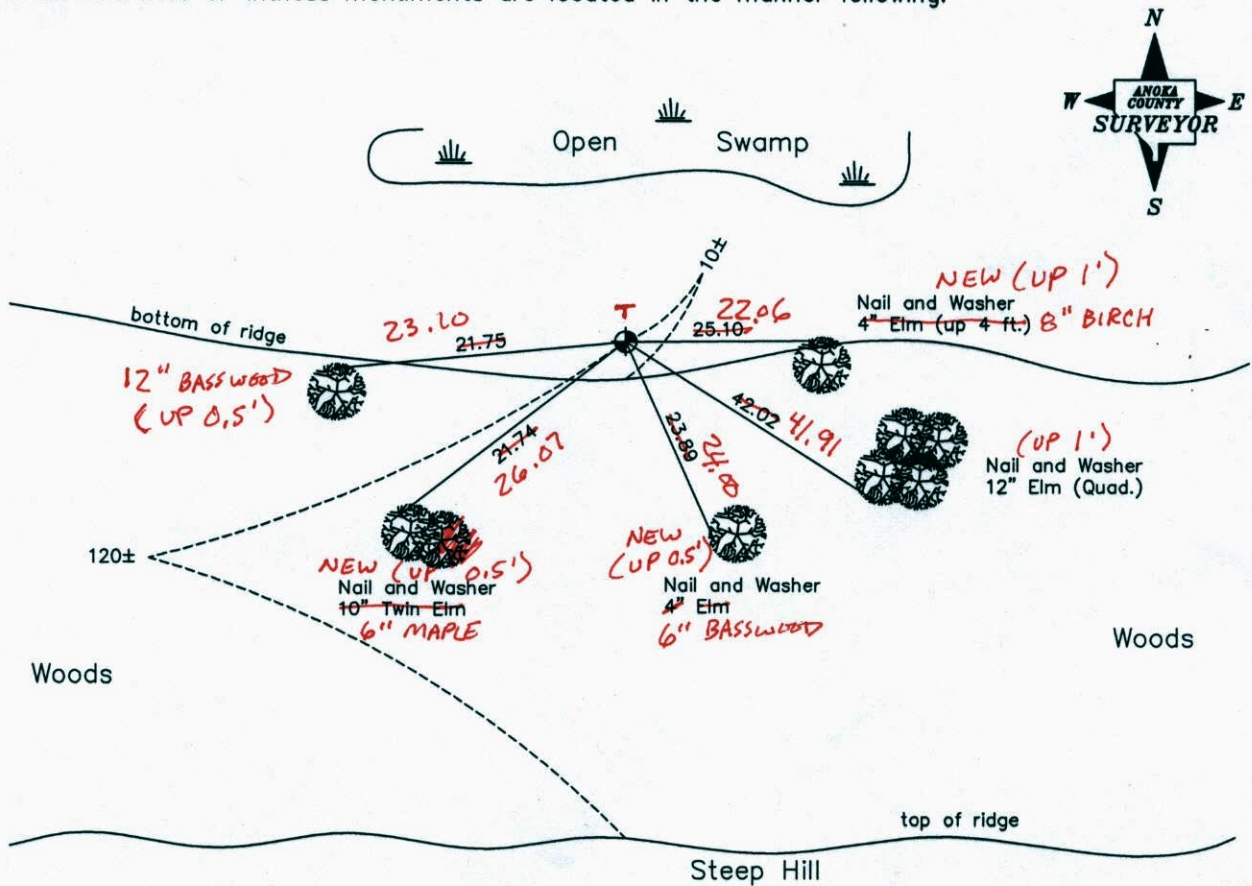 N
W ANOKA COUNTY E
SURVEYOR
S
Open Swamp
10±
NEW (UP 1')
Nail and Washer
4" Elm (up 4 ft.) 8" BIRCH
bottom of ridge
23.20
21.75
T
22.06
25.10
12" BASSWOOD
(UP 0.5')
21.74
26.07
23.89
24.00
42.02 41.91
(UP 1')
Nail and Washer
12" Elm (Quad.)
120±
NEW (UP 0.5')
Nail and Washer
10" Twin Elm
6" MAPLE
NEW
(UP 0.5')
Nail and Washer
4" Elm
6" BASSWOOD
Woods
Woods
top of ridge
Steep Hill